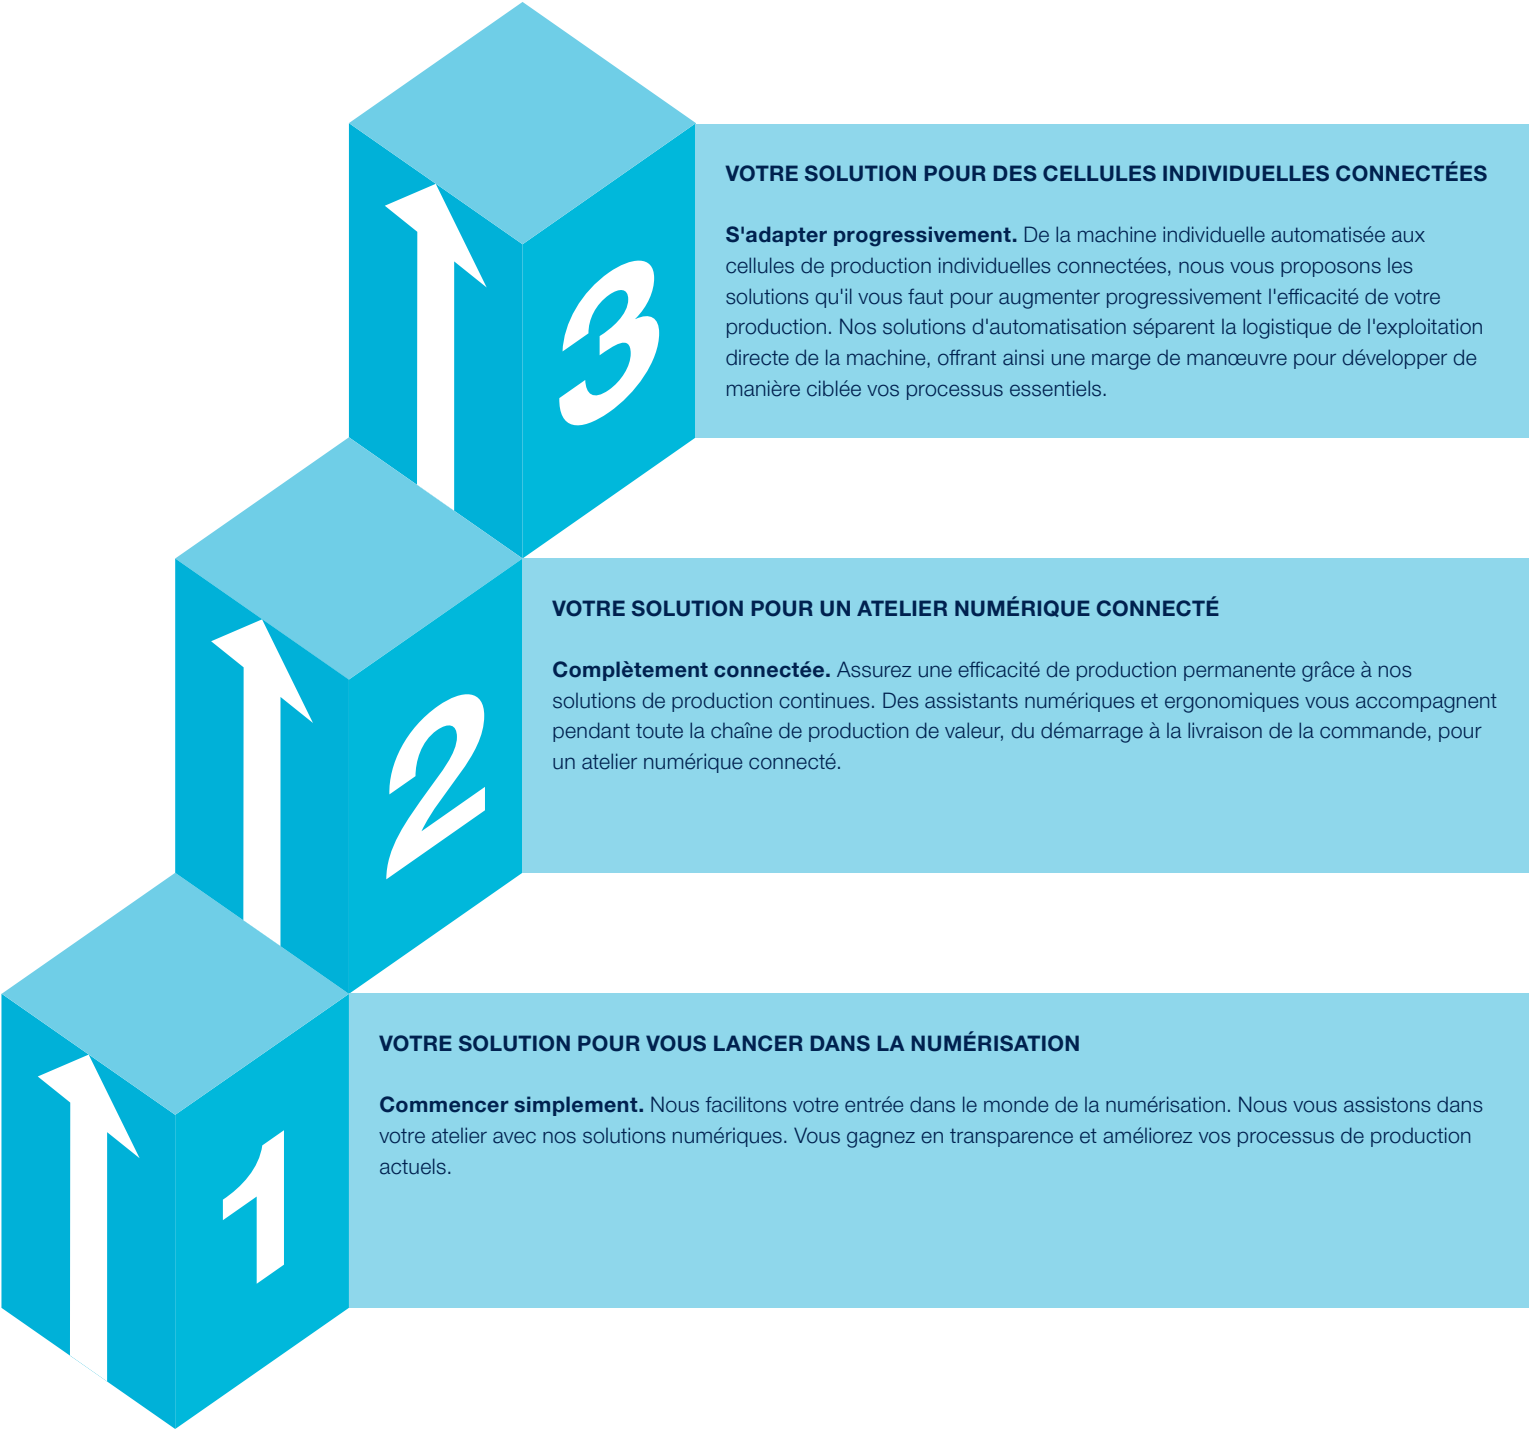 3
VOTRE SOLUTION POUR DES CELLULES INDIVIDUELLES CONNECTÉES
S'adapter progressivement. De la machine individuelle automatisée aux
cellules de production individuelles connectées, nous vous proposons les
solutions qu'il vous faut pour augmenter progressivement l'efficacité de votre
production. Nos solutions d'automatisation séparent la logistique de l'exploitation
directe de la machine, offrant ainsi une marge de manœuvre pour développer de
manière ciblée vos processus essentiels.
2
VOTRE SOLUTION POUR UN ATELIER NUMÉRIQUE CONNECTÉ
Complètement connectée. Assurez une efficacité de production permanente grâce à nos
solutions de production continues. Des assistants numériques et ergonomiques vous accompagnent
pendant toute la chaîne de production de valeur, du démarrage à la livraison de la commande, pour
un atelier numérique connecté.
1
VOTRE SOLUTION POUR VOUS LANCER DANS LA NUMÉRISATION
Commencer simplement. Nous facilitons votre entrée dans le monde de la numérisation. Nous vous assistons dans
votre atelier avec nos solutions numériques. Vous gagnez en transparence et améliorez vos processus de production
actuels.